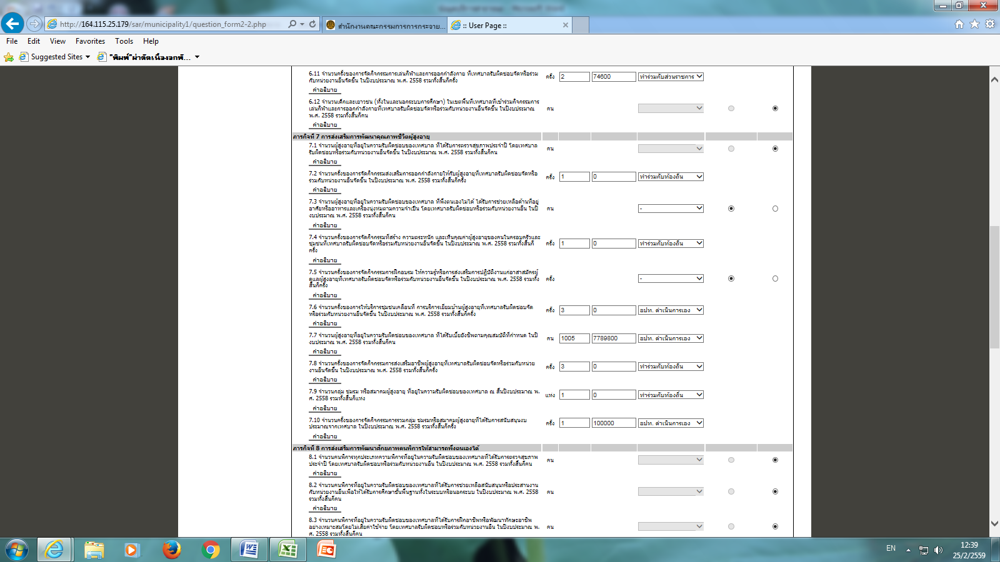 http://164.115.25.179/sar/municipality1/question_form2-2.php
สำนักงานคณะกรรมการการกระจาย...
:: User Page ::
File Edit View Favorites Tools Help
Suggested Sites
"พิมพ์"ผ่าตัดเนื้องอกพั...
6.11 จำนวนครั้งของการจัดกิจกรรมการเล่นกีฬาและการออกกำลังกาย ที่เทศบาลรับผิดชอบจัดหรือร่วม
กับหน่วยงานอื่นจัดขึ้น ในปีงบประมาณ พ.ศ. 2558 รวมทั้งสิ้นกี่ครั้ง
ครั้ง 2 74600 ทำร่วมกับส่วนราชการ
คำอธิบาย
6.12 จำนวนเด็กและเยาวชน (ทั้งในและนอกระบบการศึกษา) ในเขตพื้นที่เทศบาลที่เข้าร่วมกิจกรรมการ
เล่นกีฬาและการออกกำลังกายที่เทศบาลรับผิดชอบจัดหรือร่วมกับหน่วยงานอื่นจัดขึ้น ในปีงบประมาณ
พ.ศ. 2558 รวมทั้งสิ้นกี่คน
คน
คำอธิบาย
ภารกิจที่ 7 การส่งเสริมการพัฒนาคุณภาพชีวิตผู้สูงอายุ
7.1 จำนวนผู้สูงอายุที่อยู่ในความรับผิดชอบของเทศบาล ที่ได้รับการตรวจสุขภาพประจำปี โดยเทศบาล
รับผิดชอบหรือร่วมกับหน่วยงานอื่นจัดขึ้น ในปีงบประมาณ พ.ศ. 2558 รวมทั้งสิ้นกี่คน
คน
คำอธิบาย
7.2 จำนวนครั้งของการจัดกิจกรรมส่งเสริมการออกกำลังกายให้กับผู้สูงอายุที่เทศบาลรับผิดชอบจัดหรือ
ร่วมกับหน่วยงานอื่นจัดขึ้น ในปีงบประมาณ พ.ศ. 2558 รวมทั้งสิ้นกี่ครั้ง
ครั้ง 1 0 ทำร่วมกับท้องถิ่น
คำอธิบาย
7.3 จำนวนผู้สูงอายุที่อยู่ในความรับผิดชอบของเทศบาล ที่พึ่งตนเองไม่ได้ ได้รับการช่วยเหลือด้านที่อยู่
อาศัยหรืออาหารและเครื่องนุ่งห่มตามความจำเป็น โดยเทศบาลรับผิดชอบหรือร่วมกับหน่วยงานอื่น ในปี
งบประมาณ พ.ศ. 2558 รวมทั้งสิ้นกี่คน
คน -
คำอธิบาย
7.4 จำนวนครั้งของการจัดกิจกรรมที่สร้าง ความตระหนัก และเห็นคุณค่าผู้สูงอายุของคนในครอบครัวและ
ชุมชนที่เทศบาลรับผิดชอบจัดหรือร่วมกับหน่วยงานอื่นจัดขึ้น ในปีงบประมาณ พ.ศ. 2558 รวมทั้งสิ้นกี่
ครั้ง
ครั้ง 1 0 ทำร่วมกับท้องถิ่น
คำอธิบาย
7.5 จำนวนครั้งของการจัดกิจกรรมการฝึกอบรม ให้ความรู้หรือการส่งเสริมการปฏิบัติงานแก่อาสาสมัครผู้
ดูแลผู้สูงอายุที่เทศบาลรับผิดชอบจัดหรือร่วมกับหน่วยงานอื่นจัดขึ้น ในปีงบประมาณ พ.ศ. 2558 รวมทั้ง
สิ้นกี่ครั้ง
ครั้ง -
คำอธิบาย
7.6 จำนวนครั้งของการให้บริการชุมชนเคลื่อนที่ การบริการเยี่ยมบ้านผู้สูงอายุที่เทศบาลรับผิดชอบจัด
หรือร่วมกับหน่วยงานอื่นจัดขึ้น ในปีงบประมาณ พ.ศ. 2558 รวมทั้งสิ้นกี่ครั้ง
ครั้ง 3 0 อปท. ดำเนินการเอง
คำอธิบาย
7.7 จำนวนผู้สูงอายุที่อยู่ในความรับผิดชอบของเทศบาล ที่ได้รับเบี้ยยังชีพตามคุณสมบัติที่กำหนด ในปี
งบประมาณ พ.ศ. 2558 รวมทั้งสิ้นกี่คน
คน 1005 7789800 อปท. ดำเนินการเอง
คำอธิบาย
7.8 จำนวนครั้งของการจัดกิจกรรมการส่งเสริมอาชีพผู้สูงอายุที่เทศบาลรับผิดชอบจัดหรือร่วมกับหน่วย
งานอื่นจัดขึ้น ในปีงบประมาณ พ.ศ. 2558 รวมทั้งสิ้นกี่ครั้ง
ครั้ง 3 0 ทำร่วมกับท้องถิ่น
คำอธิบาย
7.9 จำนวนกลุ่ม ชมรม หรือสมาคมผู้สูงอายุ ที่อยู่ในความรับผิดชอบของเทศบาล ณ สิ้นปีงบประมาณ พ.
ศ. 2558 รวมทั้งสิ้นกี่แห่ง
แห่ง 1 0 ทำร่วมกับท้องถิ่น
คำอธิบาย
7.10 จำนวนครั้งของการจัดกิจกรรมการรวมกลุ่ม ชมรมหรือสมาคมผู้สูงอายุที่ได้รับการสนับสนุนงบ
ประมาณจากเทศบาล ในปีงบประมาณ พ.ศ. 2558 รวมทั้งสิ้นกี่ครั้ง
ครั้ง 1 100000 อปท. ดำเนินการเอง
คำอธิบาย
ภารกิจที่ 8 การส่งเสริมการพัฒนาศักยภาพคนพิการให้สามารถพึ่งตนเองได้
8.1 จำนวนคนพิการทุกประเภทความพิการที่อยู่ในความรับผิดชอบของเทศบาลที่ได้รับการตรวจสุขภาพ
ประจำปี โดยเทศบาลรับผิดชอบหรือร่วมกับหน่วยงานอื่น ในปีงบประมาณ พ.ศ. 2558 รวมทั้งสิ้นกี่คน
คน
คำอธิบาย
8.2 จำนวนคนพิการที่อยู่ในความรับผิดชอบของเทศบาลที่ได้รับการช่วยเหลือสนับสนุนหรือประสานงาน
กับหน่วยงานอื่นเพื่อให้ได้รับการศึกษาขั้นพื้นฐานทั้งในระบบหรือนอกระบบ ในปีงบประมาณ พ.ศ. 2558
รวมทั้งสิ้นกี่คน
คน
คำอธิบาย
8.3 จำนวนคนพิการที่อยู่ในความรับผิดชอบของเทศบาลที่ได้รับการฝึกอาชีพหรือพัฒนาทักษะอาชีพ
อย่างเหมาะสมโดยไม่เสียค่าใช้จ่าย โดยเทศบาลรับผิดชอบหรือร่วมกับหน่วยงานอื่น ในปีงบประมาณ พ.
ศ. 2558 รวมทั้งสิ้นกี่คน
คน
EN
12:39
25/2/2559